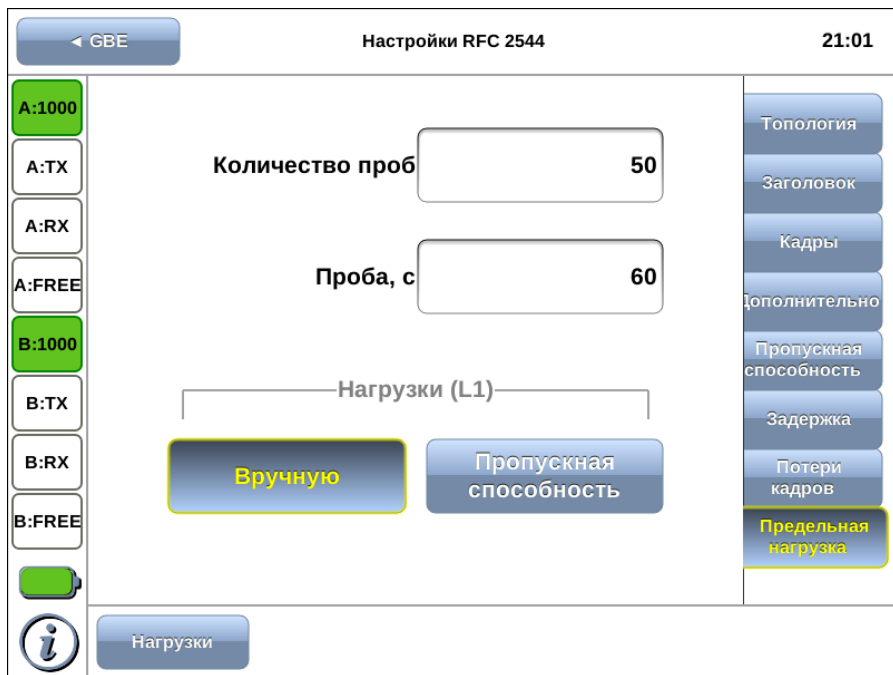 ◄ GBE
Настройки RFC 2544
21:01
A:1000
A:TX
A:RX
A:FREE
B:1000
B:TX
B:RX
B:FREE
Количество проб
50
Проба, с
60
Нагрузки (L1)
Вручную
Пропускная
способность
Топология
Заголовок
Кадры
Дополнительно
Пропускная
способность
Задержка
Потери
кадров
Предельная
нагрузка
i
Нагрузки